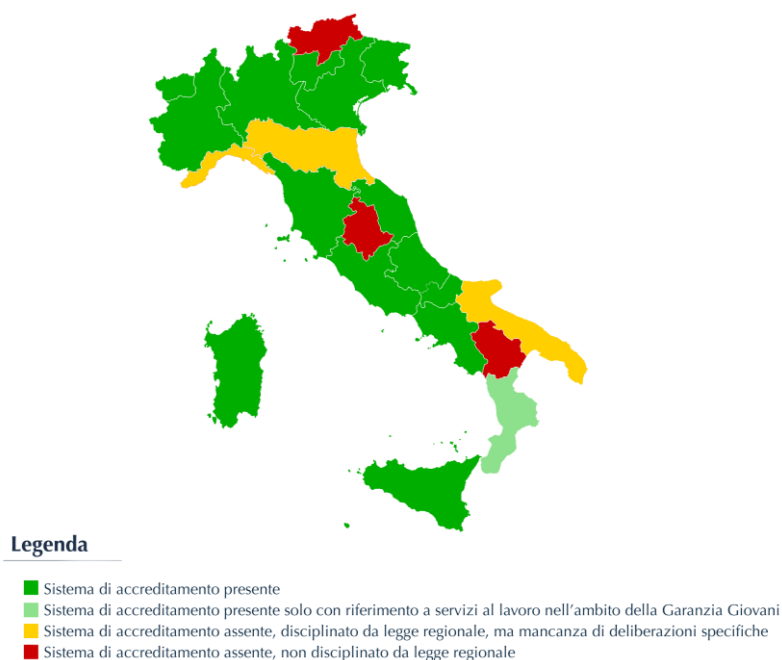 Legenda
Sistema di accreditamento presente
Sistema di accreditamento presente solo con riferimento a servizi al lavoro nell'ambito della Garanzia Giovani
Sistema di accreditamento assente, disciplinato da legge regionale, ma mancanza di deliberazioni specifiche
Sistema di accreditamento assente, non disciplinato da legge regionale